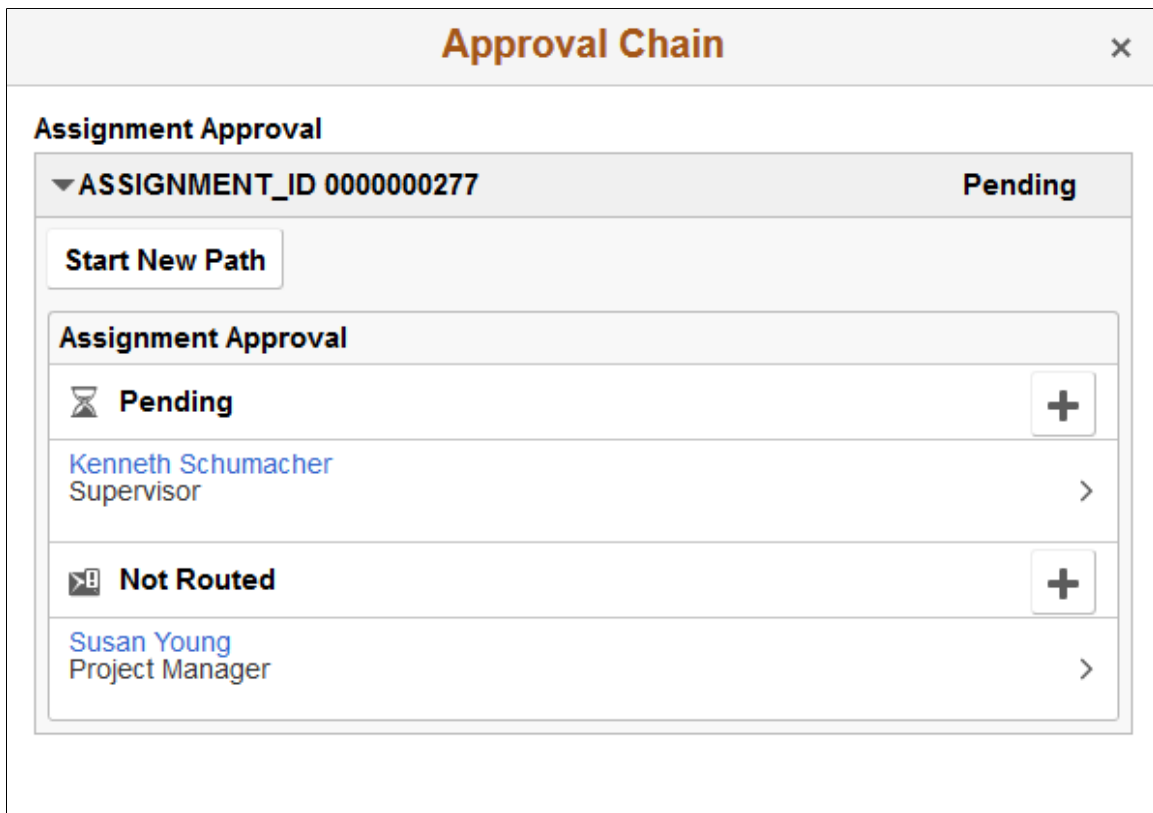 Approval Chain
Assignment Approval
ASSIGNMENT_ID 0000000277 Pending
Start New Path
Assignment Approval
Pending
Kenneth Schumacher
Supervisor
Not Routed
Susan Young
Project Manager